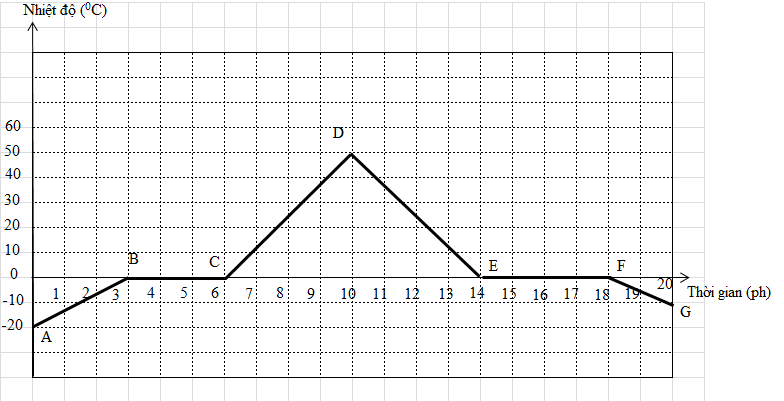 Nhiệt độ (⁰C)
60
D
50
40
30
20
10
B
C
E
F
0
1 2 3 4 5 6 7 8 9 10 11 12 13 14 15 16 17 18 19 20
Thời gian (ph)
-10
G
-20
A